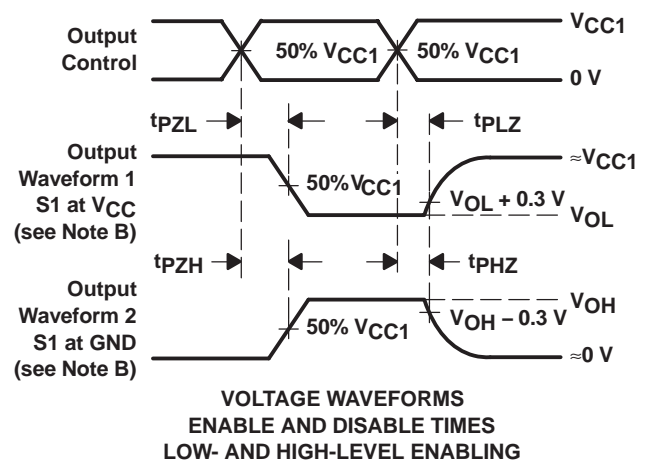 Output
Control
50% VCC1
50% VCC1
VCC1
0 V
tPZL
tPLZ
Output
Waveform 1
S1 at VCC
(see Note B)
50%VCC1
≈VCC1
VOL + 0.3 V
VOL
tPZH
tPHZ
Output
Waveform 2
S1 at GND
(see Note B)
50% VCC1
VOH
VOH − 0.3 V
≈0 V
VOLTAGE WAVEFORMS
ENABLE AND DISABLE TIMES
LOW- AND HIGH-LEVEL ENABLING